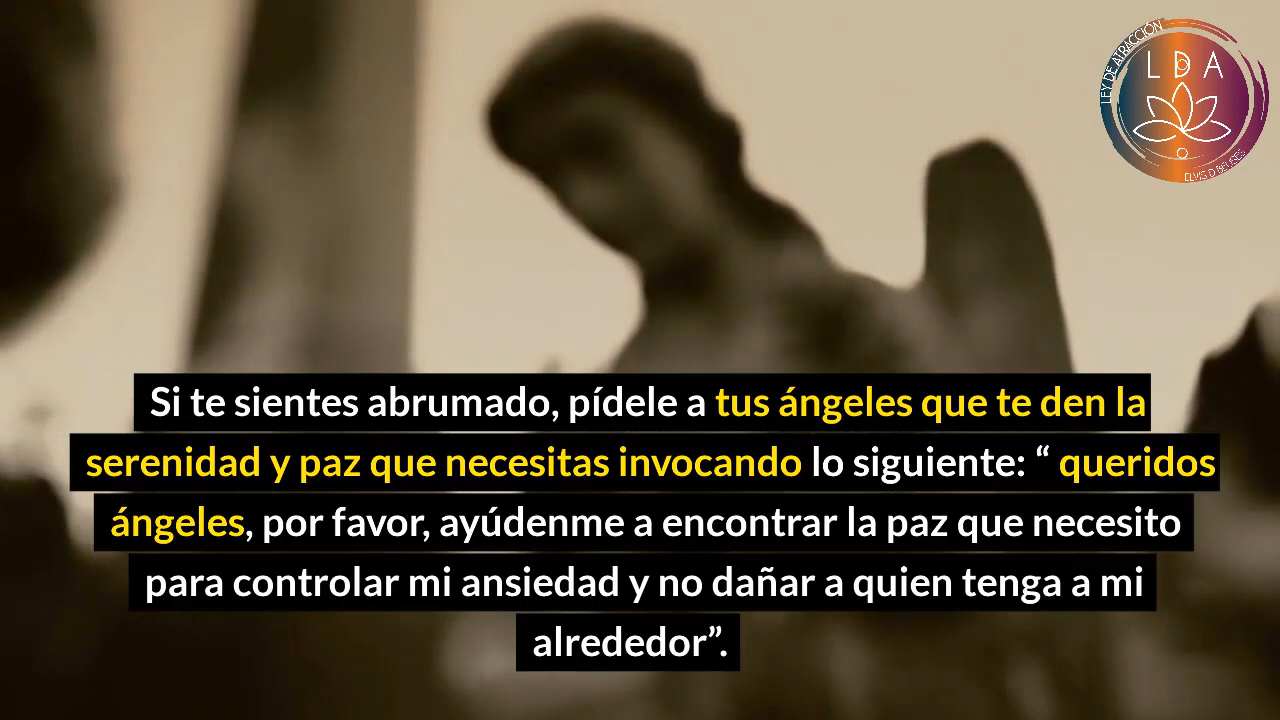 LEY DE ATRACCIÓN
LDA
ELVIS D BEUSES
Si te sientes abrumado, pídele a tus ángeles que te den la
serenidad y paz que necesitas invocando lo siguiente: “ queridos
ángeles, por favor, ayúdenme a encontrar la paz que necesito
para controlar mi ansiedad y no dañar a quien tenga a mi
alrededor”.